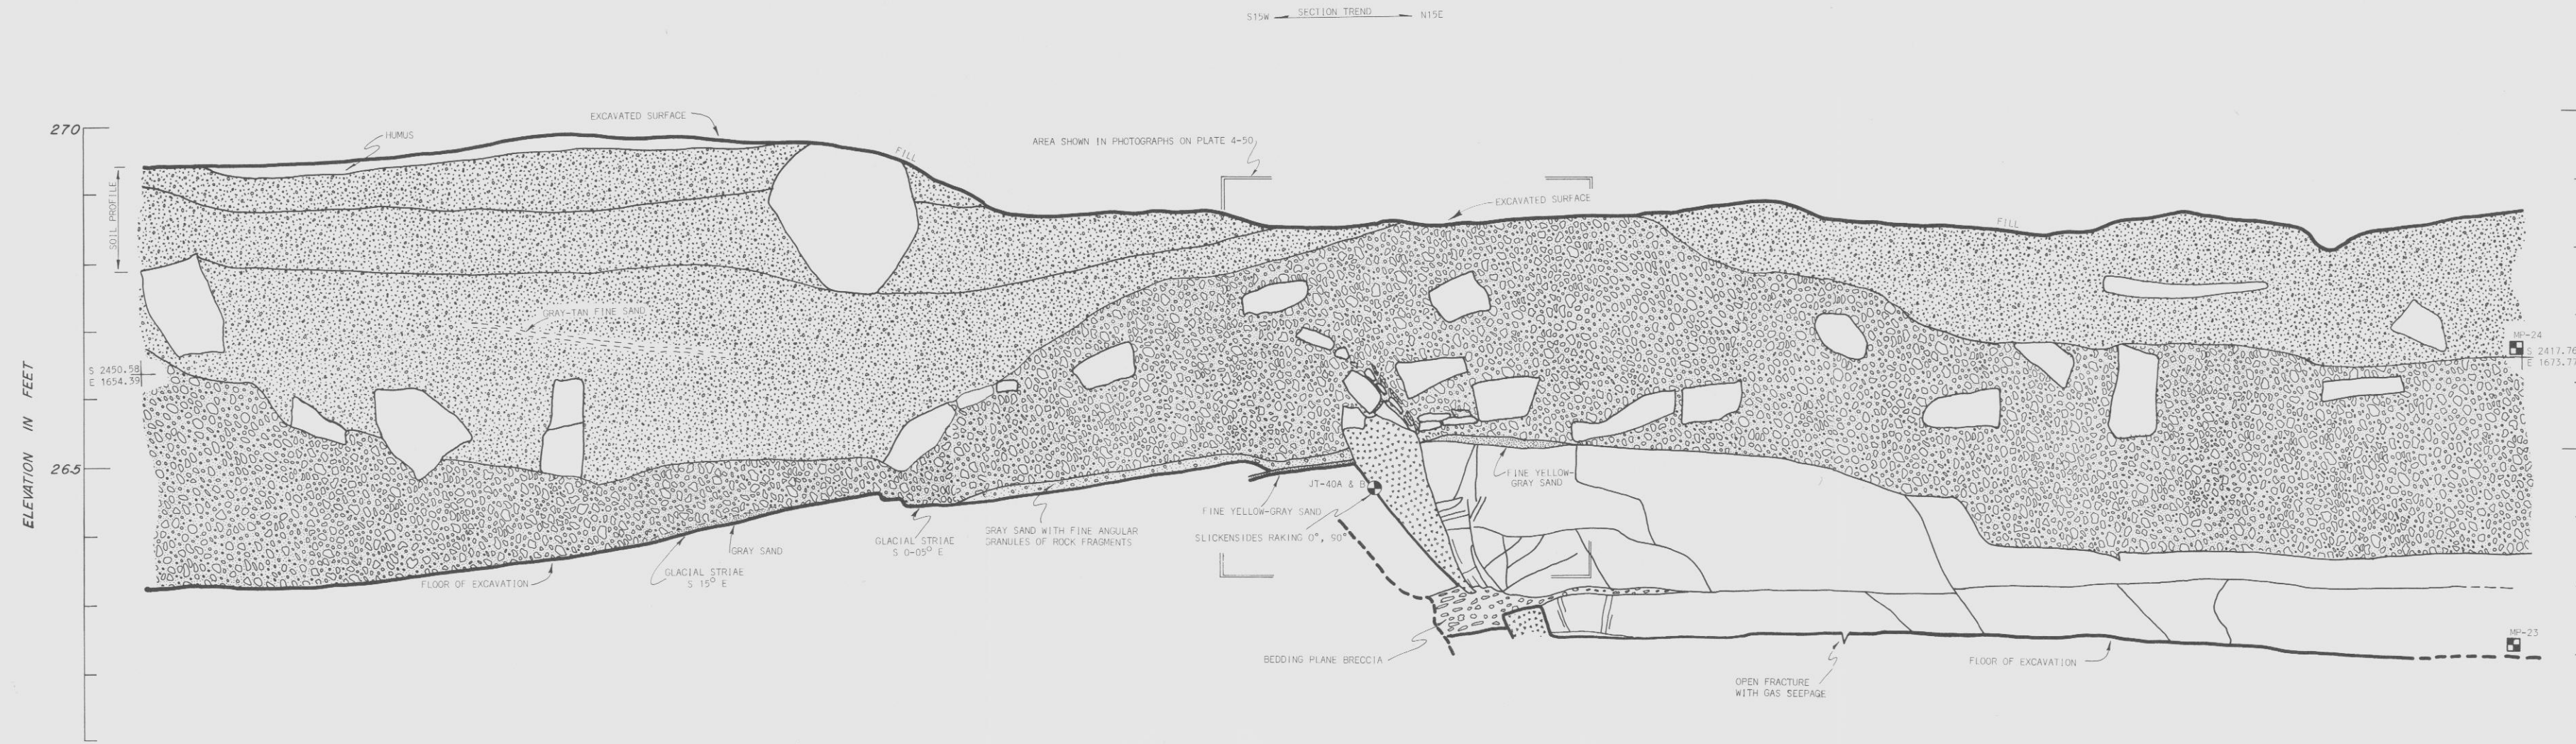 SECTION TREND
S15W
N15E
EXCAVATED SURFACE
270
HUMUS
AREA SHOWN IN PHOTOGRAPHS ON PLATE 4-50
FILL
SOIL PROFILE
EXCAVATED SURFACE
FILL
GRAY-TAN FINE SAND
MP-24
S 2417.76
E 1673.77
S 2450.58
E 1654.39
ELEVATION IN FEET
265
FINE YELLOW-
GRAY SAND
JT-40A & B
FINE YELLOW-GRAY SAND
SLICKENSIDES RAKING 0°, 90°
GRAY SAND WITH FINE ANGULAR
GRANULES OF ROCK FRAGMENTS
GLACIAL STRIAE
S 0-05° E
GRAY SAND
GLACIAL STRIAE
S 15° E
FLOOR OF EXCAVATION
MP-23
BEDDING PLANE BRECCIA
FLOOR OF EXCAVATION
OPEN FRACTURE
WITH GAS SEEPAGE